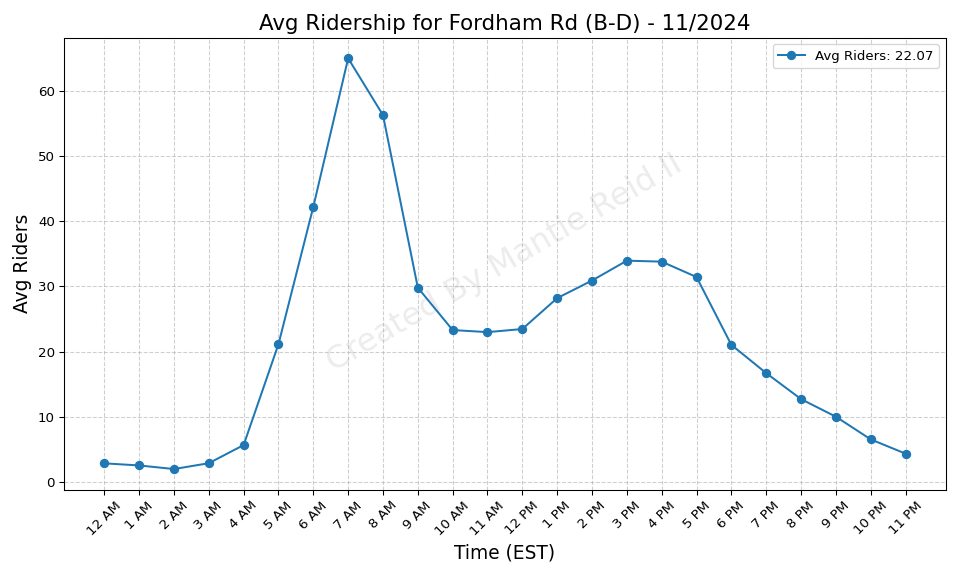 Avg Ridership for Fordham Rd (B-D) - 11/2024
Avg Riders: 22.07
Avg Riders
60
50
40
30
20
10
0
Created By Mantle Reid II
12 AM
1 AM
2 AM
3 AM
4 AM
5 AM
6 AM
7 AM
8 AM
9 AM
10 AM
11 AM
12 PM
1 PM
2 PM
3 PM
4 PM
5 PM
6 PM
7 PM
8 PM
9 PM
10 PM
11 PM
Time (EST)